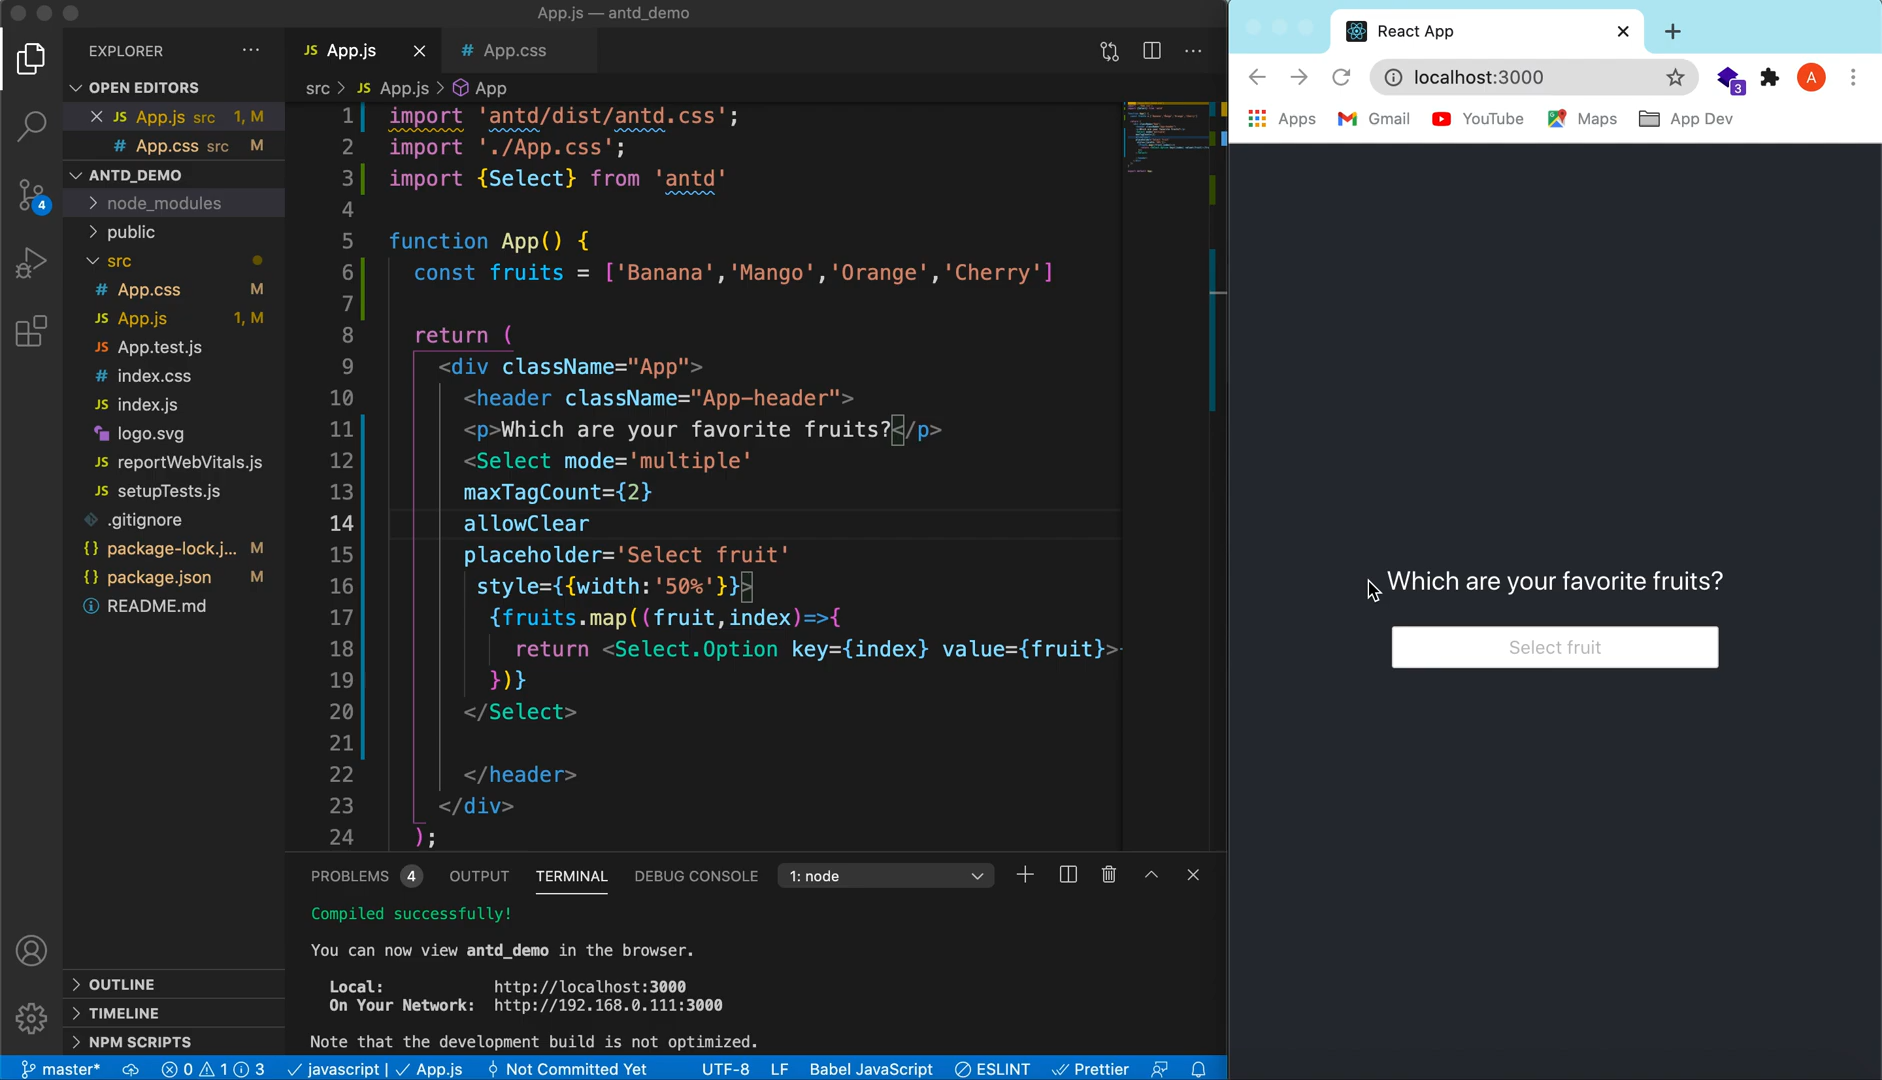 App.js — antd_demo
EXPLORER
OPEN EDITORS
JS App.js src 1, M
# App.css src M
ANTD_DEMO
node_modules
public
src
# App.css M
JS App.js 1, M
JS App.test.js
# index.css
JS index.js
logo.svg
JS reportWebVitals.js
JS setupTests.js
.gitignore
{} package-lock.j... M
{} package.json M
README.md
OUTLINE
TIMELINE
NPM SCRIPTS
4
JS App.js
# App.css
src > JS App.js > App
1 import 'antd/dist/antd.css';
2 import './App.css';
3 import {Select} from 'antd'
4
5 function App() {
6 const fruits = ['Banana','Mango','Orange','Cherry']
7
8 return (
9 <div className="App">
10 <header className="App-header">
11 <p>Which are your favorite fruits?</p>
12 <Select mode='multiple'
13 maxTagCount={2}
14 allowClear
15 placeholder='Select fruit'
16 style={{width:'50%'}}>
17 {fruits.map((fruit,index)=>{
18 return <Select.Option key={index} value={fruit}>
19 })}
20 </Select>
21
22 </header>
23 </div>
24 );
PROBLEMS 4 OUTPUT TERMINAL DEBUG CONSOLE 1: node
Compiled successfully!
You can now view antd_demo in the browser.
Local: http://localhost:3000
On Your Network: http://192.168.0.111:3000
Note that the development build is not optimized.
master* 0 1 3 javascript | App.js Not Committed Yet UTF-8 LF Babel JavaScript ESLINT Prettier
React App
localhost:3000
3
A
Apps Gmail YouTube Maps App Dev
Which are your favorite fruits?
Select fruit